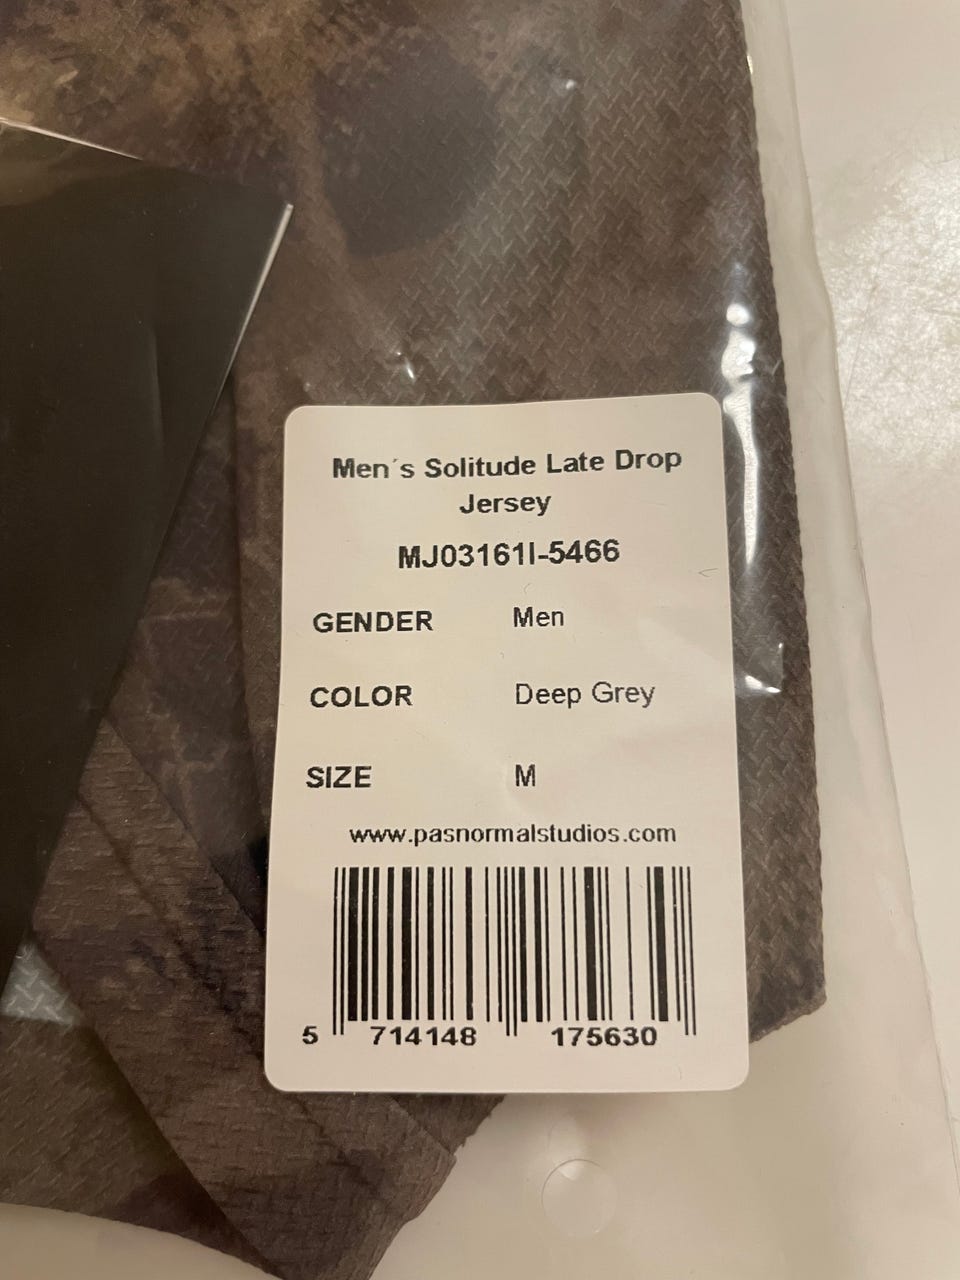 Men´s Solitude Late Drop
Jersey
MJ03161I-5466
GENDER Men
COLOR Deep Grey
SIZE M
www.pasnormalstudios.com
5 714148 175630